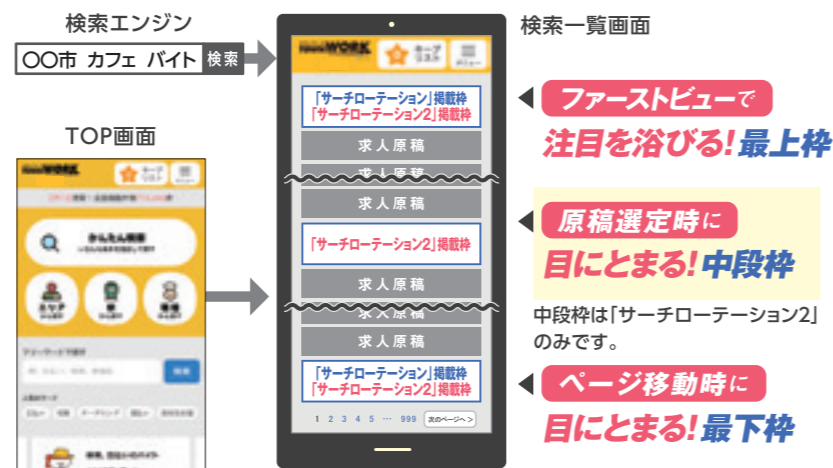 検索エンジン
〇〇市 カフェ バイト 検索
TOP画面
検索
検索一覧画面
WORK
キープ
リスト
メニュー
「サーチローテーション」掲載枠
「サーチローテーション2」掲載枠
求人原稿
求人原稿
求人原稿
「サーチローテーション2」掲載枠
求人原稿
求人原稿
求人原稿
「サーチローテーション」掲載枠
「サーチローテーション2」掲載枠
1 2 3 4 5 … 999 次のページへ >
ファーストビューで
注目を浴びる!最上枠
原稿選定時に
目にとまる!中段枠
中段枠は「サーチローテーション2」
のみです。
ページ移動時に
目にとまる!最下枠